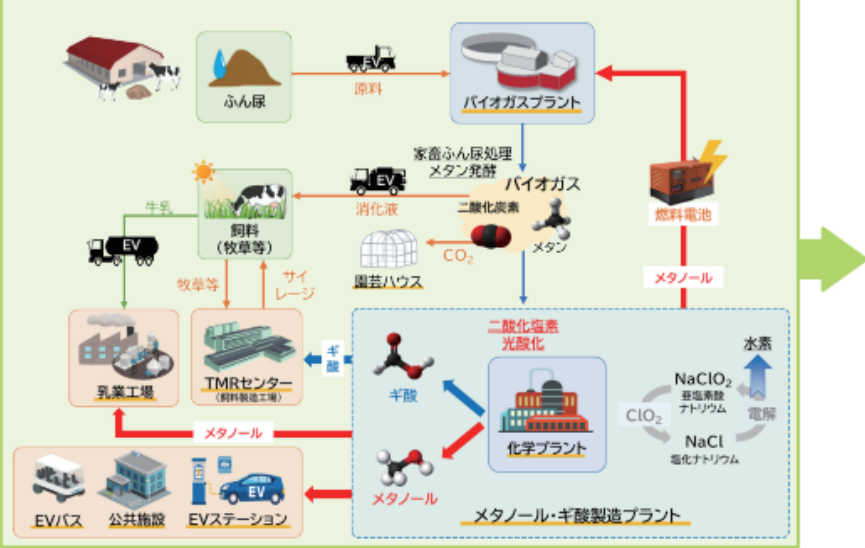 ふん尿
EV
原料
バイオガスプラント
家畜ふん尿処理
メタン発酵
バイオガス
二酸化炭素
メタン
EV
消化液
CO₂
園芸ハウス
燃料電池
メタノール
牛乳
EV
飼料
(牧草等)
牧草等
サイ
レージ
乳業工場
TMRセンター
(飼料製造工場)
ギ
酸
メタノール
EVバス
公共施設
EV
EVステーション
二酸化塩素
光酸化
ギ酸
メタノール
化学プラント
水素
NaClO₂
亜塩素酸
ナトリウム
ClO₂
電解
NaCl
塩化ナトリウム
メタノール・ギ酸製造プラント